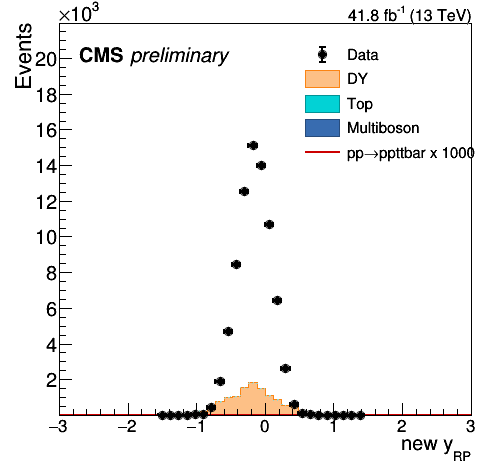 ×10³
41.8 fb⁻¹ (13 TeV)
Events
CMS preliminary
Data
DY
Top
Multiboson
pp→ppttbar x 1000
20
18
16
14
12
10
8
6
4
2
−3 −2 −1 0 1 2 3
new y_RP